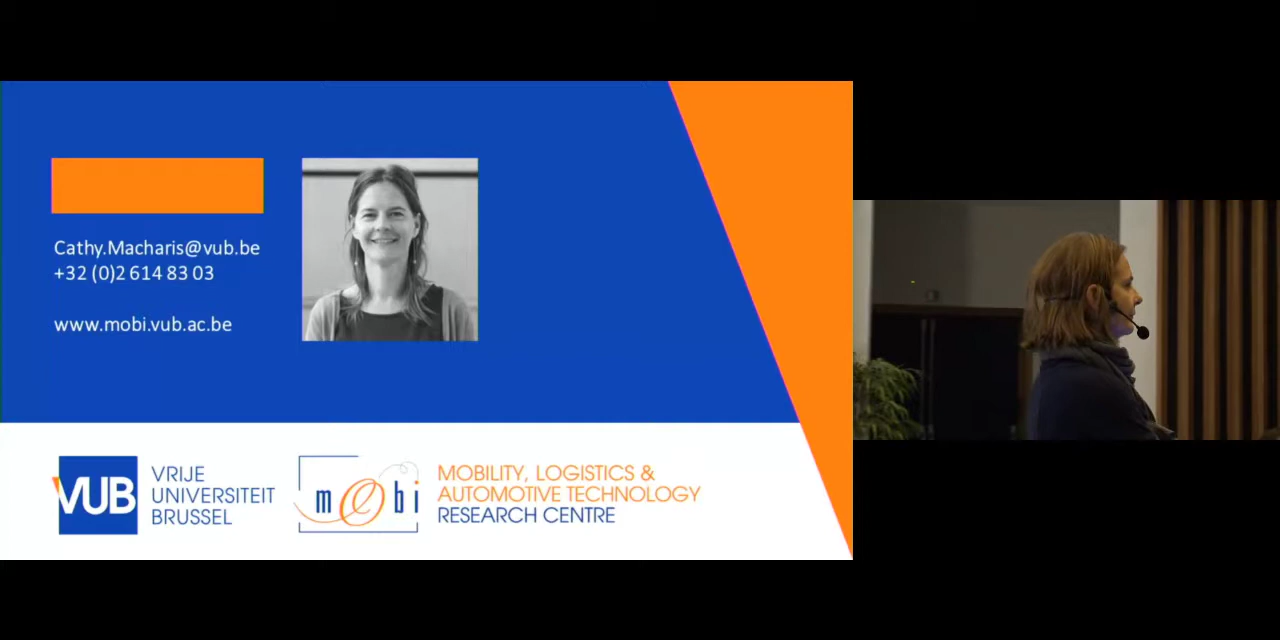 Cathy.Macharis@vub.be
+32 (0)2 614 83 03
www.mobi.vub.ac.be
VUB
VRIJE
UNIVERSITEIT
BRUSSEL
mobi
MOBILITY, LOGISTICS &
AUTOMOTIVE TECHNOLOGY
RESEARCH CENTRE